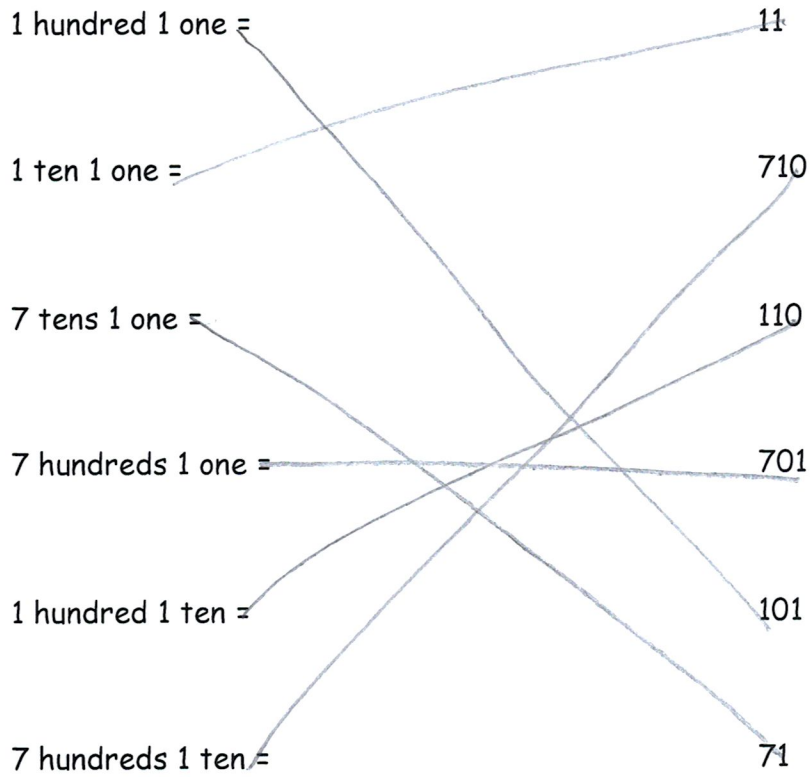 1 hundred 1 one = 11
1 ten 1 one = 710
7 tens 1 one = 110
7 hundreds 1 one = 701
1 hundred 1 ten = 101
7 hundreds 1 ten = 71